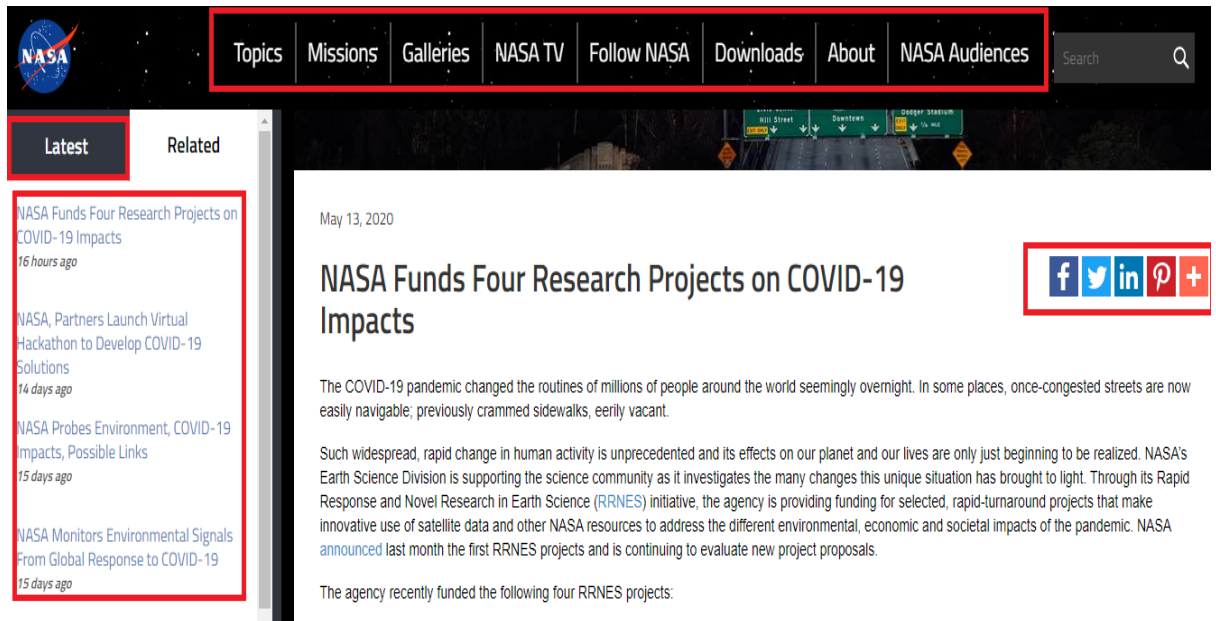 NASA
Topics
Missions
Galleries
NASA TV
Follow NASA
Downloads
About
NASA Audiences
Search
Latest
Related
NASA Funds Four Research Projects on
COVID-19 Impacts
16 hours ago
NASA, Partners Launch Virtual
Hackathon to Develop COVID-19
Solutions
14 days ago
NASA Probes Environment, COVID-19
Impacts, Possible Links
15 days ago
NASA Monitors Environmental Signals
From Global Response to COVID-19
15 days ago
Hill Street
EXIT ONLY
Downtown
Dodger Stadium
May 13, 2020
NASA Funds Four Research Projects on COVID-19
Impacts
The COVID-19 pandemic changed the routines of millions of people around the world seemingly overnight. In some places, once-congested streets are now
easily navigable; previously crammed sidewalks, eerily vacant.
Such widespread, rapid change in human activity is unprecedented and its effects on our planet and our lives are only just beginning to be realized. NASA's
Earth Science Division is supporting the science community as it investigates the many changes this unique situation has brought to light. Through its Rapid
Response and Novel Research in Earth Science (RRNES) initiative, the agency is providing funding for selected, rapid-turnaround projects that make
innovative use of satellite data and other NASA resources to address the different environmental, economic and societal impacts of the pandemic. NASA
announced last month the first RRNES projects and is continuing to evaluate new project proposals.
The agency recently funded the following four RRNES projects: